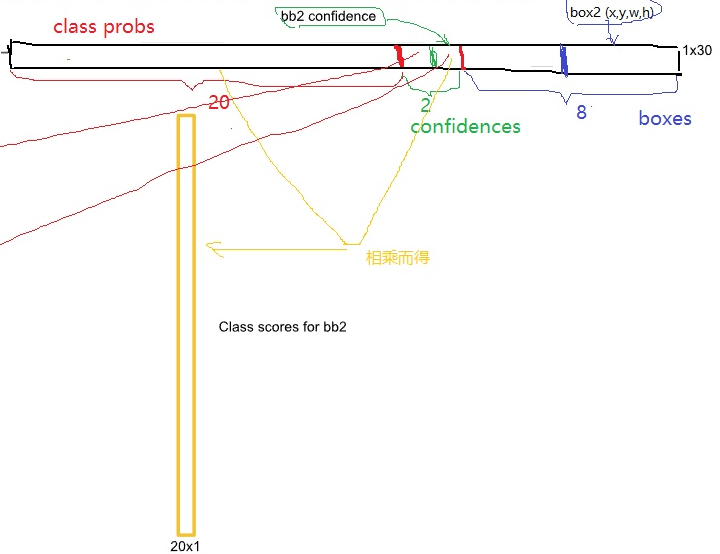 bb2 confidence
box2 (x,y,w,h)
class probs
1x30
20
2
8
boxes
confidences
相乘而得
Class scores for bb2
20x1